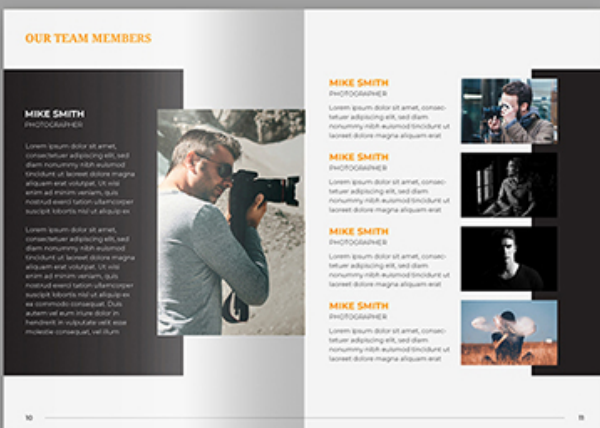 OUR TEAM MEMBERS
MIKE SMITH
PHOTOGRAPHER
Lorem ipsum dolor sit amet,
consectetuer adipiscing elit, sed
diam nonummy nibh euismod
tincidunt ut laoreet dolore magna
aliquam erat volutpat. Ut wisi
enim ad minim veniam, quis
nostrud exerci tation ullamcorper
suscipit lobortis nisl ut aliquip ex
Lorem ipsum dolor sit amet,
consectetuer adipiscing elit, sed
diam nonummy nibh euismod
tincidunt ut laoreet dolore magna
aliquam erat volutpat. Ut wisi
enim ad minim veniam, quis
nostrud exerci tation ullamcorper
suscipit lobortis nisl ut aliquip ex
ea commodo consequat. Duis
autem vel eum iriure dolor in
hendrerit in vulputate velit esse
molestie consequat, vel illum
10
MIKE SMITH
PHOTOGRAPHER
Lorem ipsum dolor sit amet, consec-
tetuer adipiscing elit, sed diam
nonummy nibh euismod tincidunt ut
laoreet dolore magna aliquam erat
MIKE SMITH
PHOTOGRAPHER
Lorem ipsum dolor sit amet, consec-
tetuer adipiscing elit, sed diam
nonummy nibh euismod tincidunt ut
laoreet dolore magna aliquam erat
MIKE SMITH
PHOTOGRAPHER
Lorem ipsum dolor sit amet, consec-
tetuer adipiscing elit, sed diam
nonummy nibh euismod tincidunt ut
laoreet dolore magna aliquam erat
MIKE SMITH
PHOTOGRAPHER
Lorem ipsum dolor sit amet, consec-
tetuer adipiscing elit, sed diam
nonummy nibh euismod tincidunt ut
laoreet dolore magna aliquam erat
11